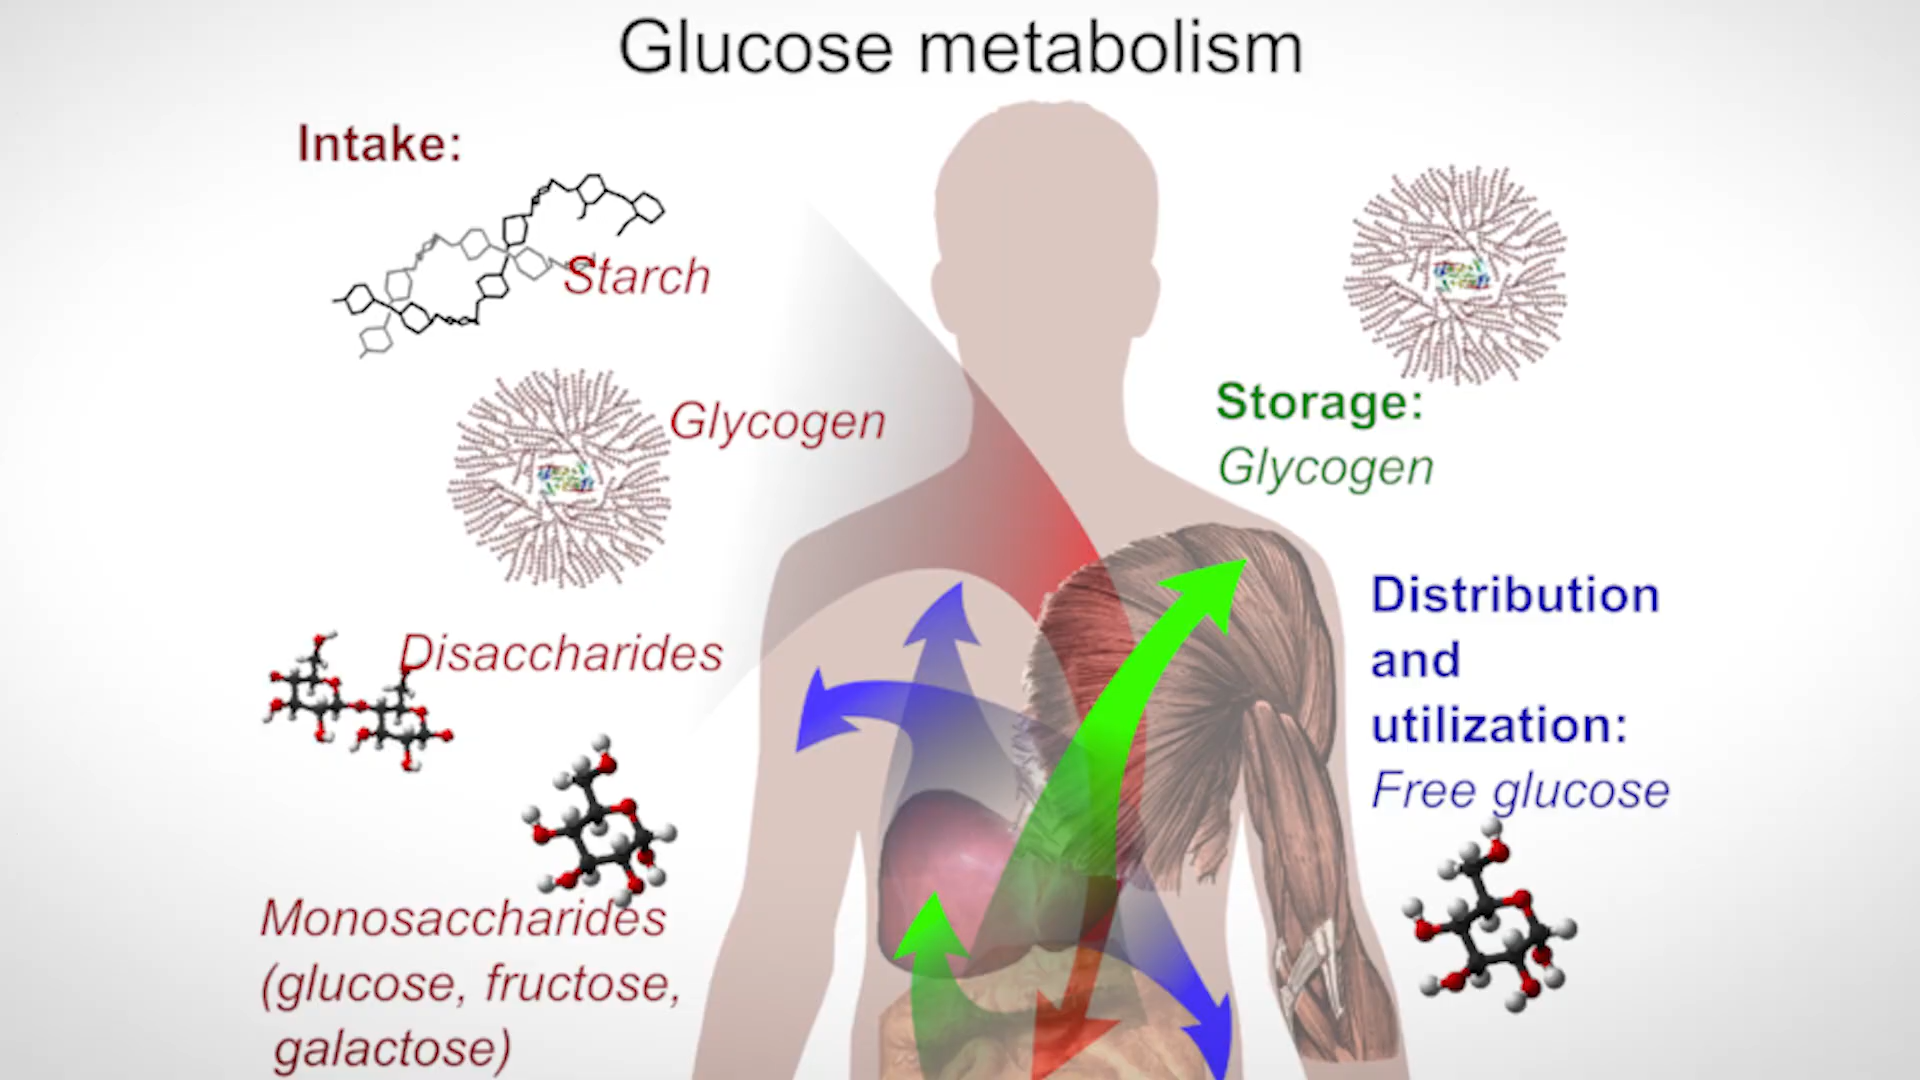 Glucose metabolism
Intake:
Starch
Glycogen
Disaccharides
Monosaccharides
(glucose, fructose,
galactose)
Storage:
Glycogen
Distribution
and
utilization:
Free glucose